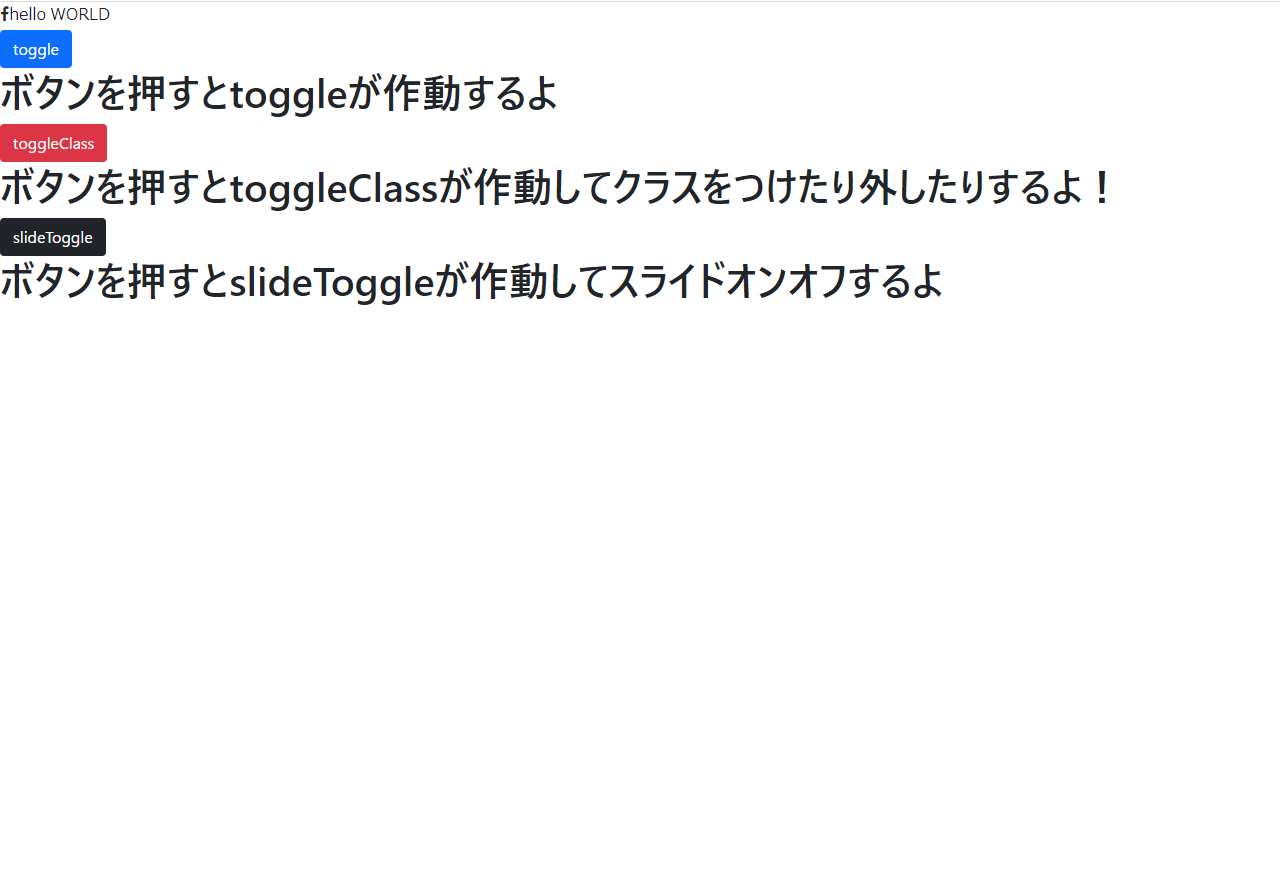 hello WORLD
toggle
ボタンを押すとtoggleが作動するよ
toggleClass
ボタンを押すとtoggleClassが作動してクラスをつけたり外したりするよ！
slideToggle
ボタンを押すとslideToggleが作動してスライドオンオフするよ